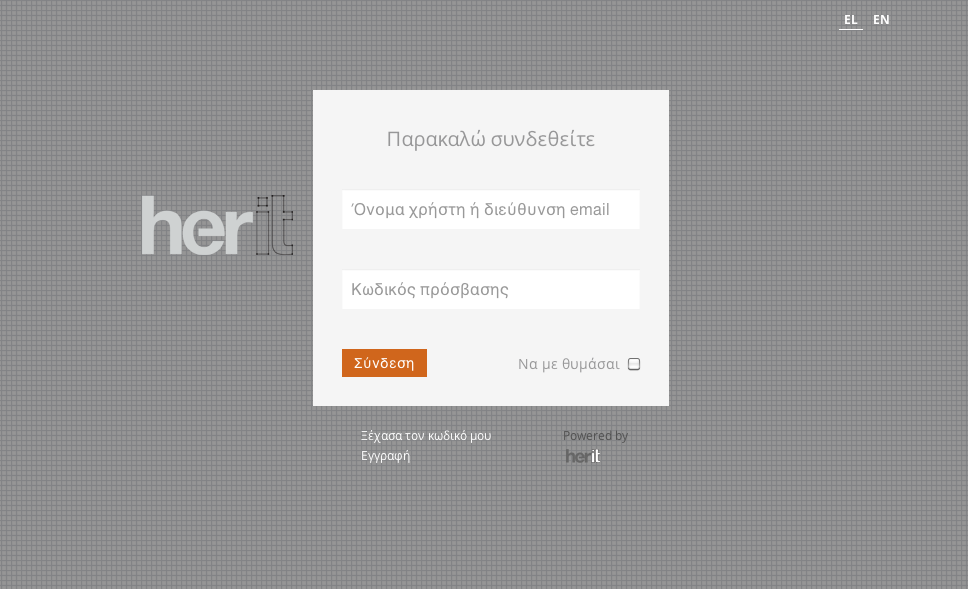 EL EN
Παρακαλώ συνδεθείτε
herit
Όνομα χρήστη ή διεύθυνση email
Κωδικός πρόσβασης
Σύνδεση Να με θυμάσαι
Ξέχασα τον κωδικό μου Powered by
Εγγραφή herit